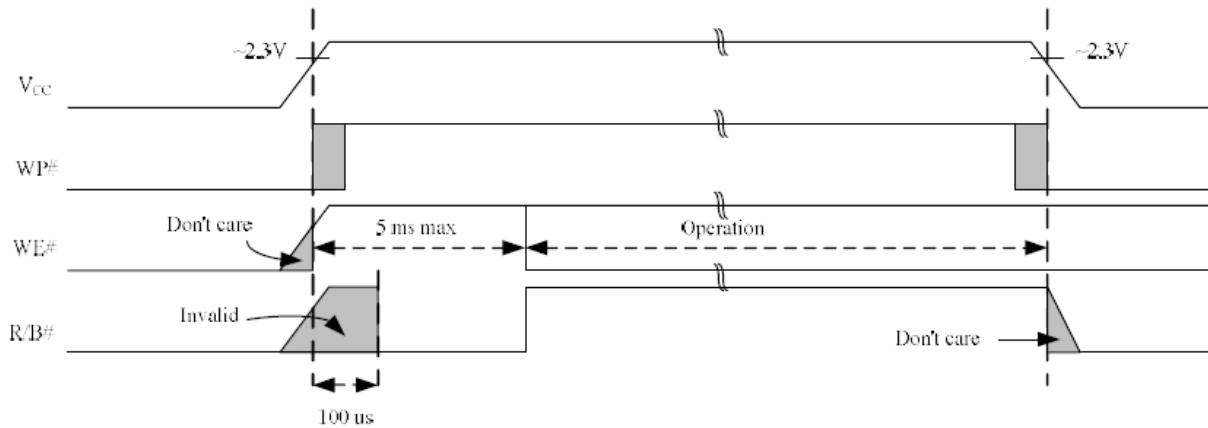 ~2.3V
~2.3V
VCC
WP#
Don't care
5 ms max
Operation
WE#
Invalid
R/B#
Don't care
100 us